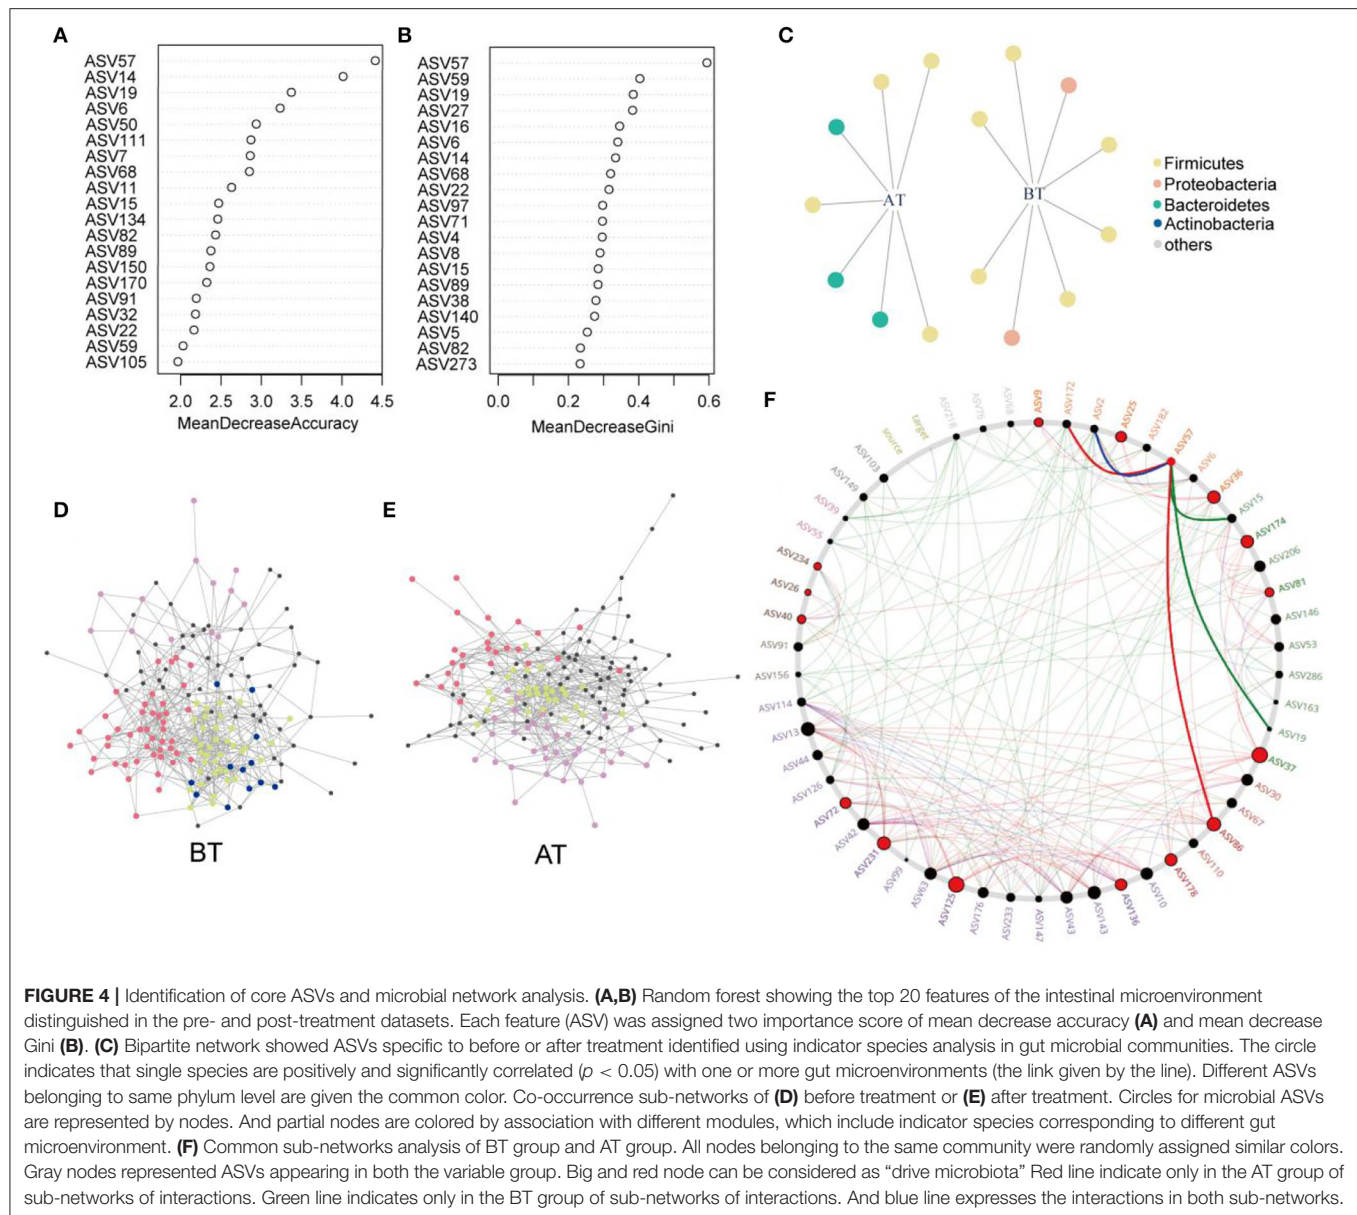 A
ASV57
ASV14
ASV19
ASV6
ASV50
ASV111
ASV7
ASV68
ASV11
ASV15
ASV134
ASV82
ASV89
ASV150
ASV170
ASV91
ASV32
ASV22
ASV59
ASV105
2.0 2.5 3.0 3.5 4.0 4.5
MeanDecreaseAccuracy
B
ASV57
ASV59
ASV19
ASV27
ASV16
ASV6
ASV14
ASV68
ASV22
ASV97
ASV71
ASV4
ASV8
ASV15
ASV89
ASV38
ASV140
ASV5
ASV82
ASV273
0.0 0.2 0.4 0.6
MeanDecreaseGini
C
AT
BT
Firmicutes
Proteobacteria
Bacteroidetes
Actinobacteria
others
D
BT
E
AT
F
ASV9
ASV172
ASV2
ASV25
ASV182
ASV57
ASV6
ASV36
ASV15
ASV174
ASV206
ASV81
ASV146
ASV53
ASV286
ASV163
ASV19
ASV37
ASV30
ASV67
ASV86
ASV110
ASV178
ASV10
ASV136
ASV143
ASV43
ASV147
ASV233
ASV176
ASV125
ASV63
ASV99
ASV231
ASV42
ASV72
ASV126
ASV44
ASV13
ASV114
ASV156
ASV91
ASV40
ASV26
ASV234
ASV55
ASV39
ASV149
ASV103
source
target
ASV218
ASV76
ASV68
FIGURE 4 | Identification of core ASVs and microbial network analysis. (A,B) Random forest showing the top 20 features of the intestinal microenvironment
distinguished in the pre- and post-treatment datasets. Each feature (ASV) was assigned two importance score of mean decrease accuracy (A) and mean decrease
Gini (B). (C) Bipartite network showed ASVs specific to before or after treatment identified using indicator species analysis in gut microbial communities. The circle
indicates that single species are positively and significantly correlated (p < 0.05) with one or more gut microenvironments (the link given by the line). Different ASVs
belonging to same phylum level are given the common color. Co-occurrence sub-networks of (D) before treatment or (E) after treatment. Circles for microbial ASVs
are represented by nodes. And partial nodes are colored by association with different modules, which include indicator species corresponding to different gut
microenvironment. (F) Common sub-networks analysis of BT group and AT group. All nodes belonging to the same community were randomly assigned similar colors.
Gray nodes represented ASVs appearing in both the variable group. Big and red node can be considered as “drive microbiota” Red line indicate only in the AT group of
sub-networks of interactions. Green line indicates only in the BT group of sub-networks of interactions. And blue line expresses the interactions in both sub-networks.